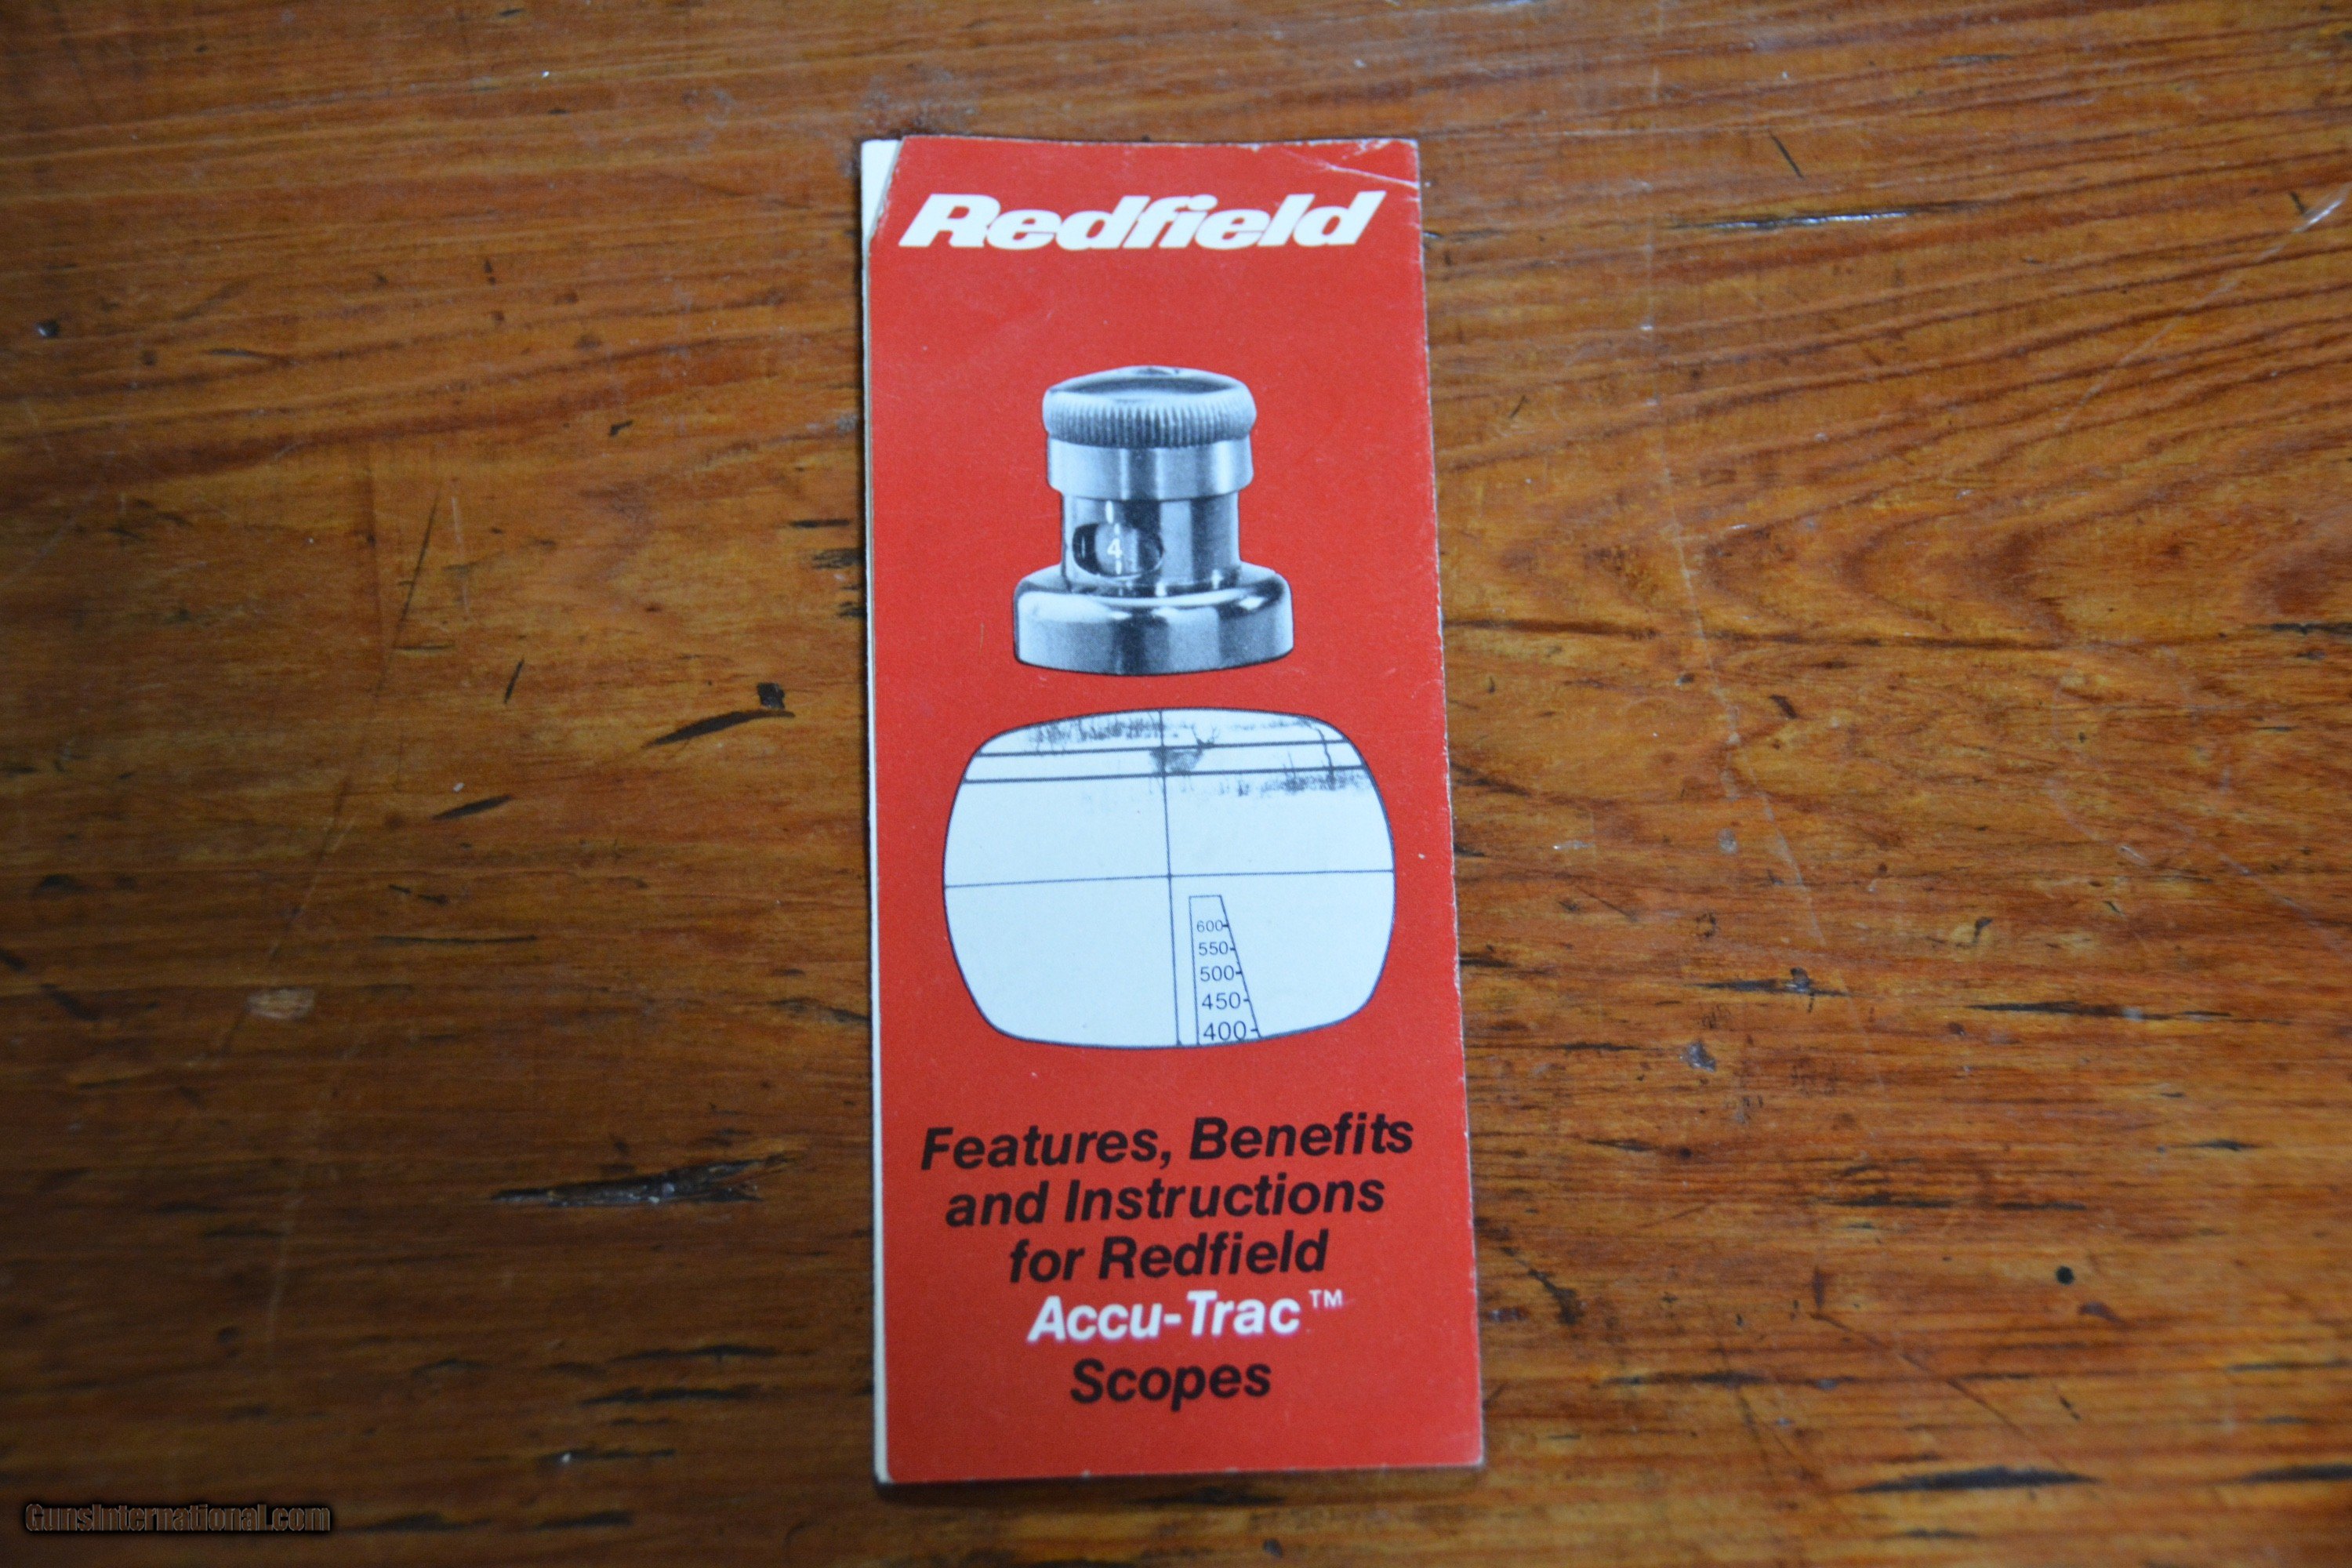 Redfield
4
600
550
500
450
400
Features, Benefits
and Instructions
for Redfield
Accu-Trac™
Scopes
GunsInternational.com